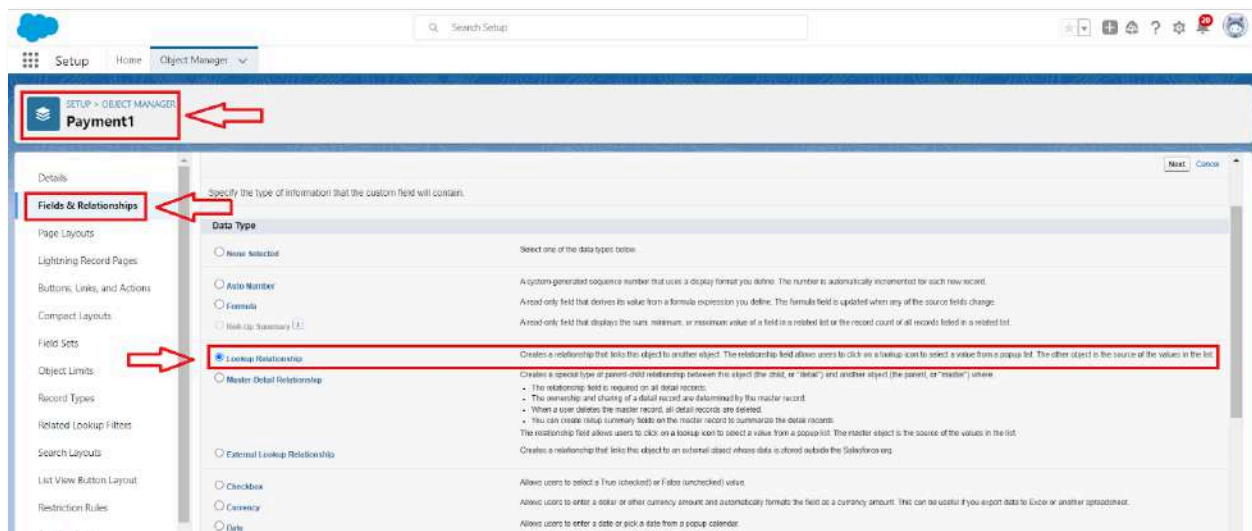 Search Setup
20
Setup
Home
Object Manager
SETUP > OBJECT MANAGER
Payment1
Next
Cancel
Details
Fields & Relationships
Page Layouts
Lightning Record Pages
Buttons, Links, and Actions
Compact Layouts
Field Sets
Object Limits
Record Types
Related Lookup Filters
Search Layouts
List View Button Layout
Restriction Rules
Specify the type of information that the custom field will contain.
Data Type
None Selected
Select one of the data types below.
Auto Number
A system-generated sequence number that uses a display format you define. The number is automatically incremented for each new record.
Formula
A read-only field that derives its value from a formula expression you define. The formula field is updated when any of the source fields change.
Roll-Up Summary
A read-only field that displays the sum, minimum, or maximum value of a field in a related list or the record count of all records listed in a related list.
Lookup Relationship
Creates a relationship that links this object to another object. The relationship field allows users to click on a lookup icon to select a value from a popup list. The other object is the source of the values in the list.
Master-Detail Relationship
Creates a special type of parent-child relationship between this object (the child, or "detail") and another object (the parent, or "master") where:
• The relationship field is required on all detail records.
• The ownership and sharing of a detail record are determined by the master record.
• When a user deletes the master record, all detail records are deleted.
• You can create rollup summary fields on the master record to summarize the detail records.
The relationship field allows users to click on a lookup icon to select a value from a popup list. The master object is the source of the values in the list.
External Lookup Relationship
Creates a relationship that links this object to an external object whose data is stored outside the Salesforce org.
Checkbox
Allows users to select a True (checked) or False (unchecked) value.
Currency
Allows users to enter a dollar or other currency amount and automatically formats the field as a currency amount. This can be useful if you export data to Excel or another spreadsheet.
Date
Allows users to enter a date or pick a date from a popup calendar.